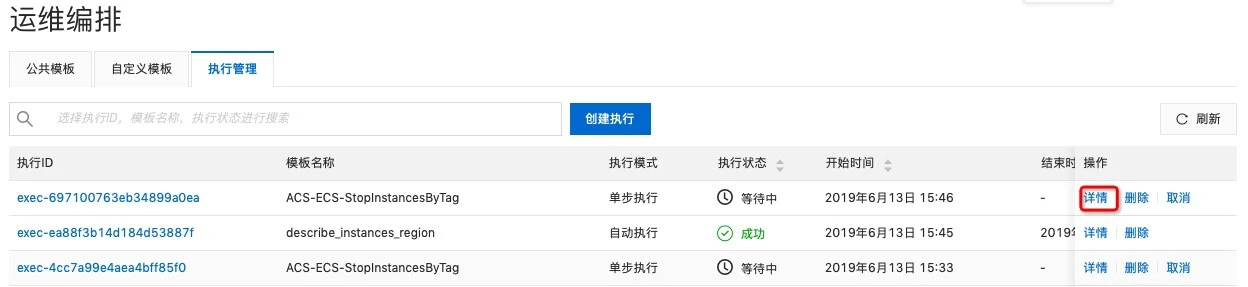 运维编排
公共模板 自定义模板 执行管理
选择执行ID，模板名称，执行状态进行搜索 创建执行 刷新
执行ID 模板名称 执行模式 执行状态 开始时间 结束时 操作
exec-697100763eb34899a0ea ACS-ECS-StopInstancesByTag 单步执行 等待中 2019年6月13日 15:46 - 详情 删除 取消
exec-ea88f3b14d184d53887f describe_instances_region 自动执行 成功 2019年6月13日 15:45 2019 详情 删除
exec-4cc7a99e4aea4bff85f0 ACS-ECS-StopInstancesByTag 单步执行 等待中 2019年6月13日 15:33 - 详情 删除 取消